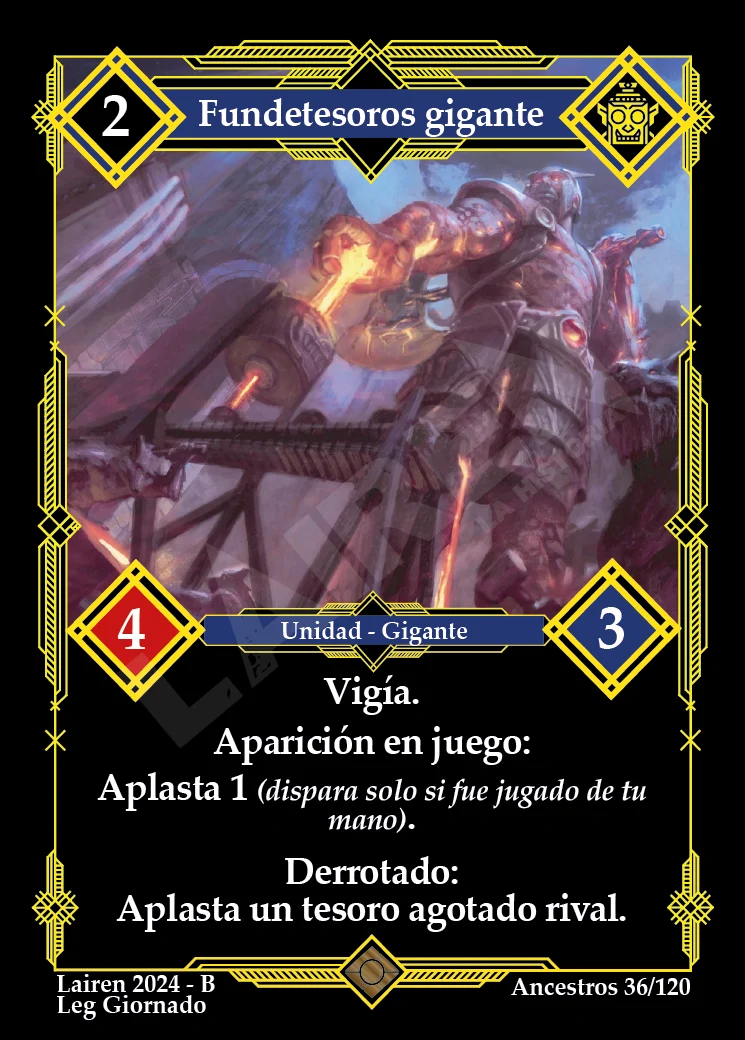 2
Fundetesoros gigante
4
Unidad - Gigante
3
Vigía.
Aparición en juego:
Aplasta 1 (dispara solo si fue jugado de tu
mano).
Derrotado:
Aplasta un tesoro agotado rival.
Lairen 2024 - B
Leg Giornado
Ancestros 36/120